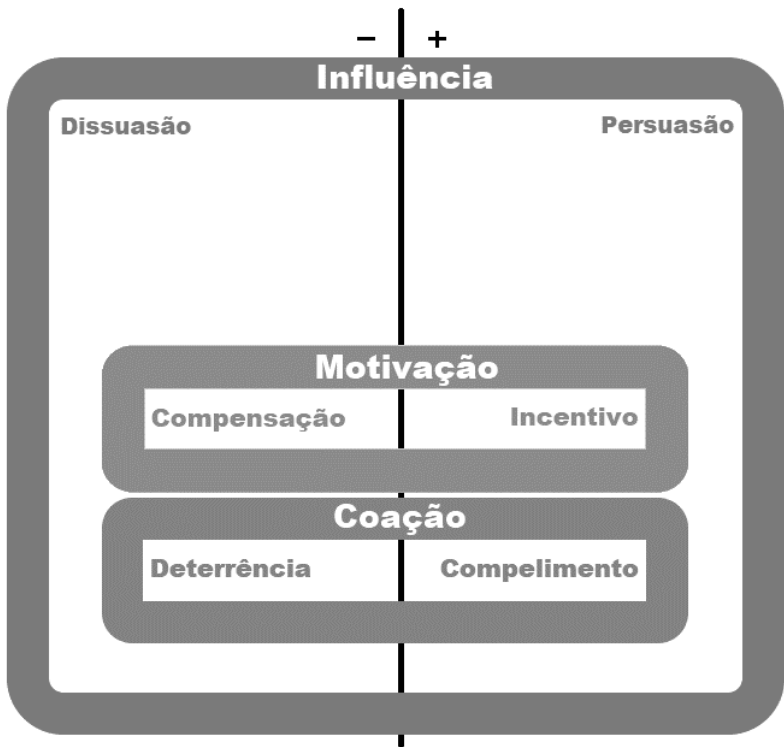 – +
Influência
Dissuasão Persuasão
Motivação
Compensação Incentivo
Coação
Deterrência Compelimento